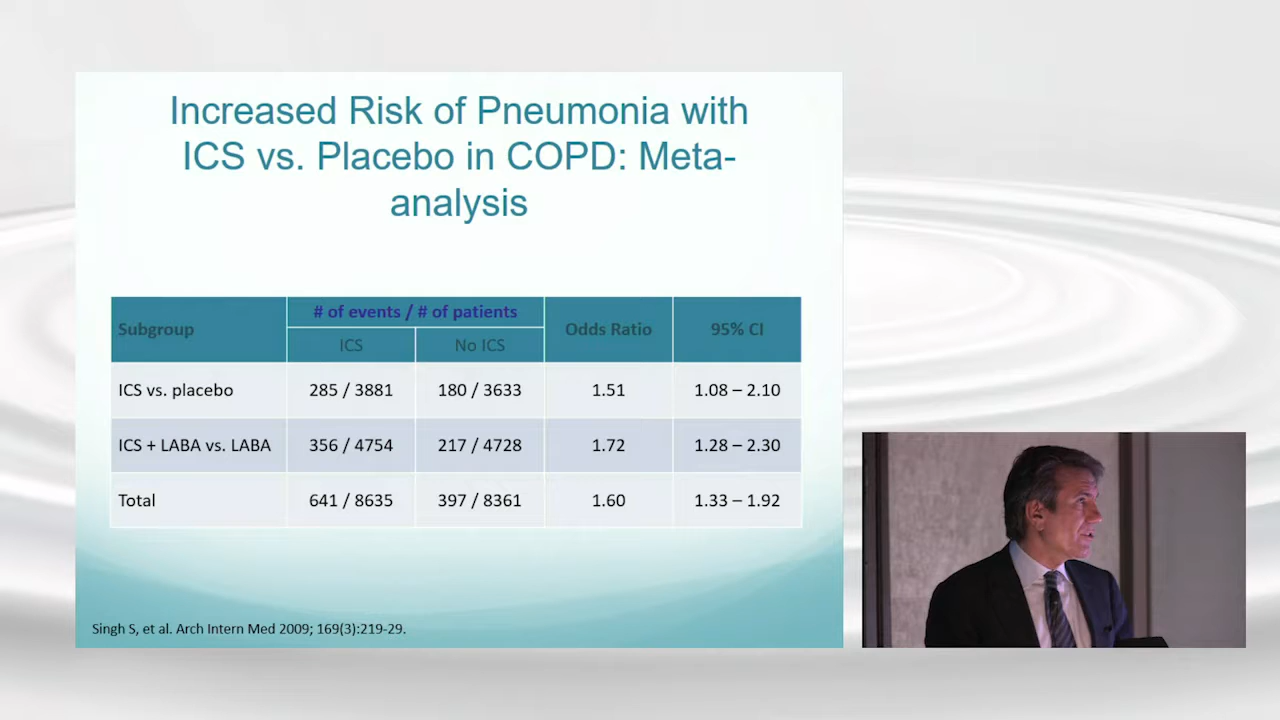 Increased Risk of Pneumonia with
ICS vs. Placebo in COPD: Meta-
analysis
Subgroup
# of events / # of patients
Odds Ratio
95% CI
ICS
No ICS
ICS vs. placebo 285 / 3881 180 / 3633 1.51 1.08 – 2.10
ICS + LABA vs. LABA 356 / 4754 217 / 4728 1.72 1.28 – 2.30
Total 641 / 8635 397 / 8361 1.60 1.33 – 1.92
Singh S, et al. Arch Intern Med 2009; 169(3):219-29.